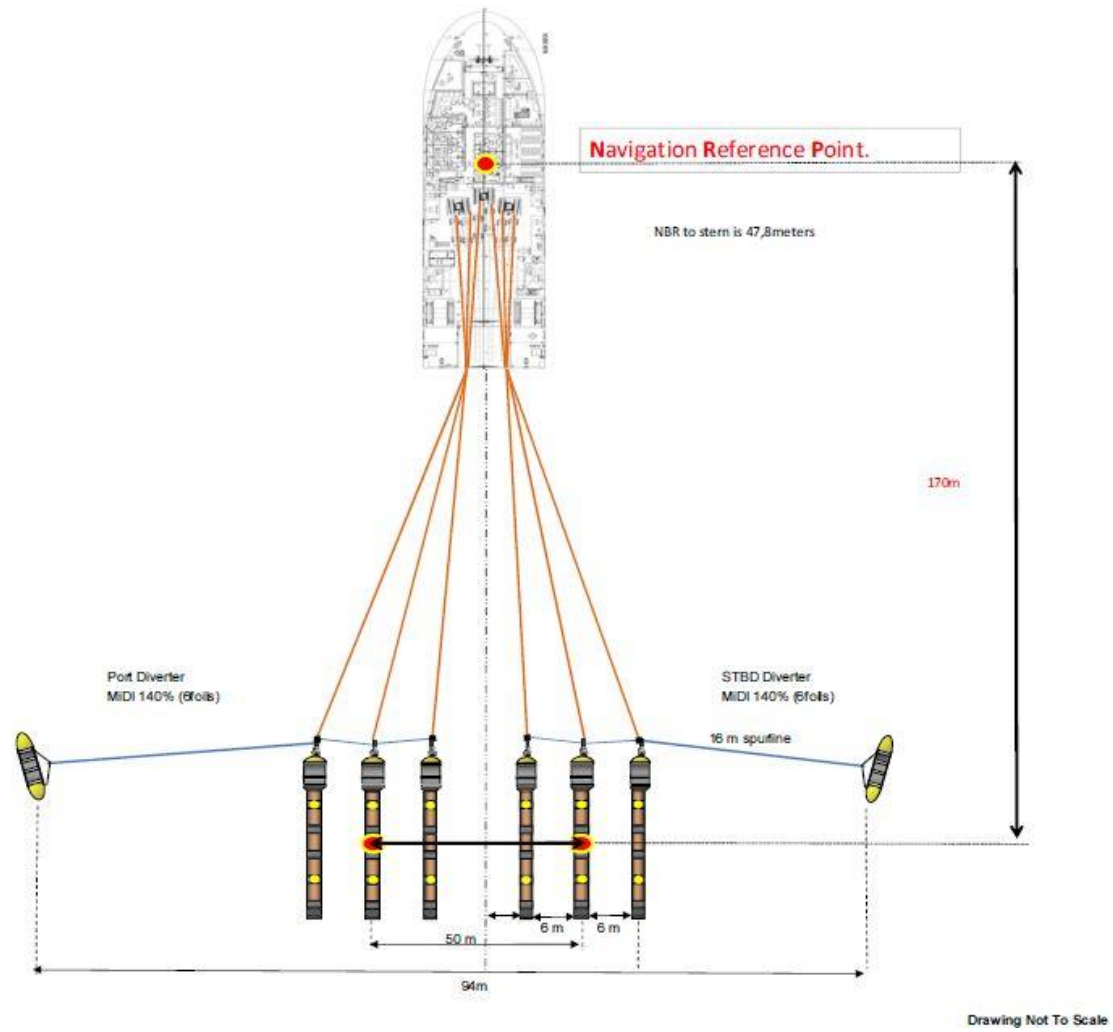 Navigation Reference Point.
NBR to stern is 47,8meters
170m
Port Diverter
MiDI 140% (6foils)
STBD Diverter
MiDI 140% (6foils)
16 m spurline
6 m
6 m
50 m
94m
Drawing Not To Scale